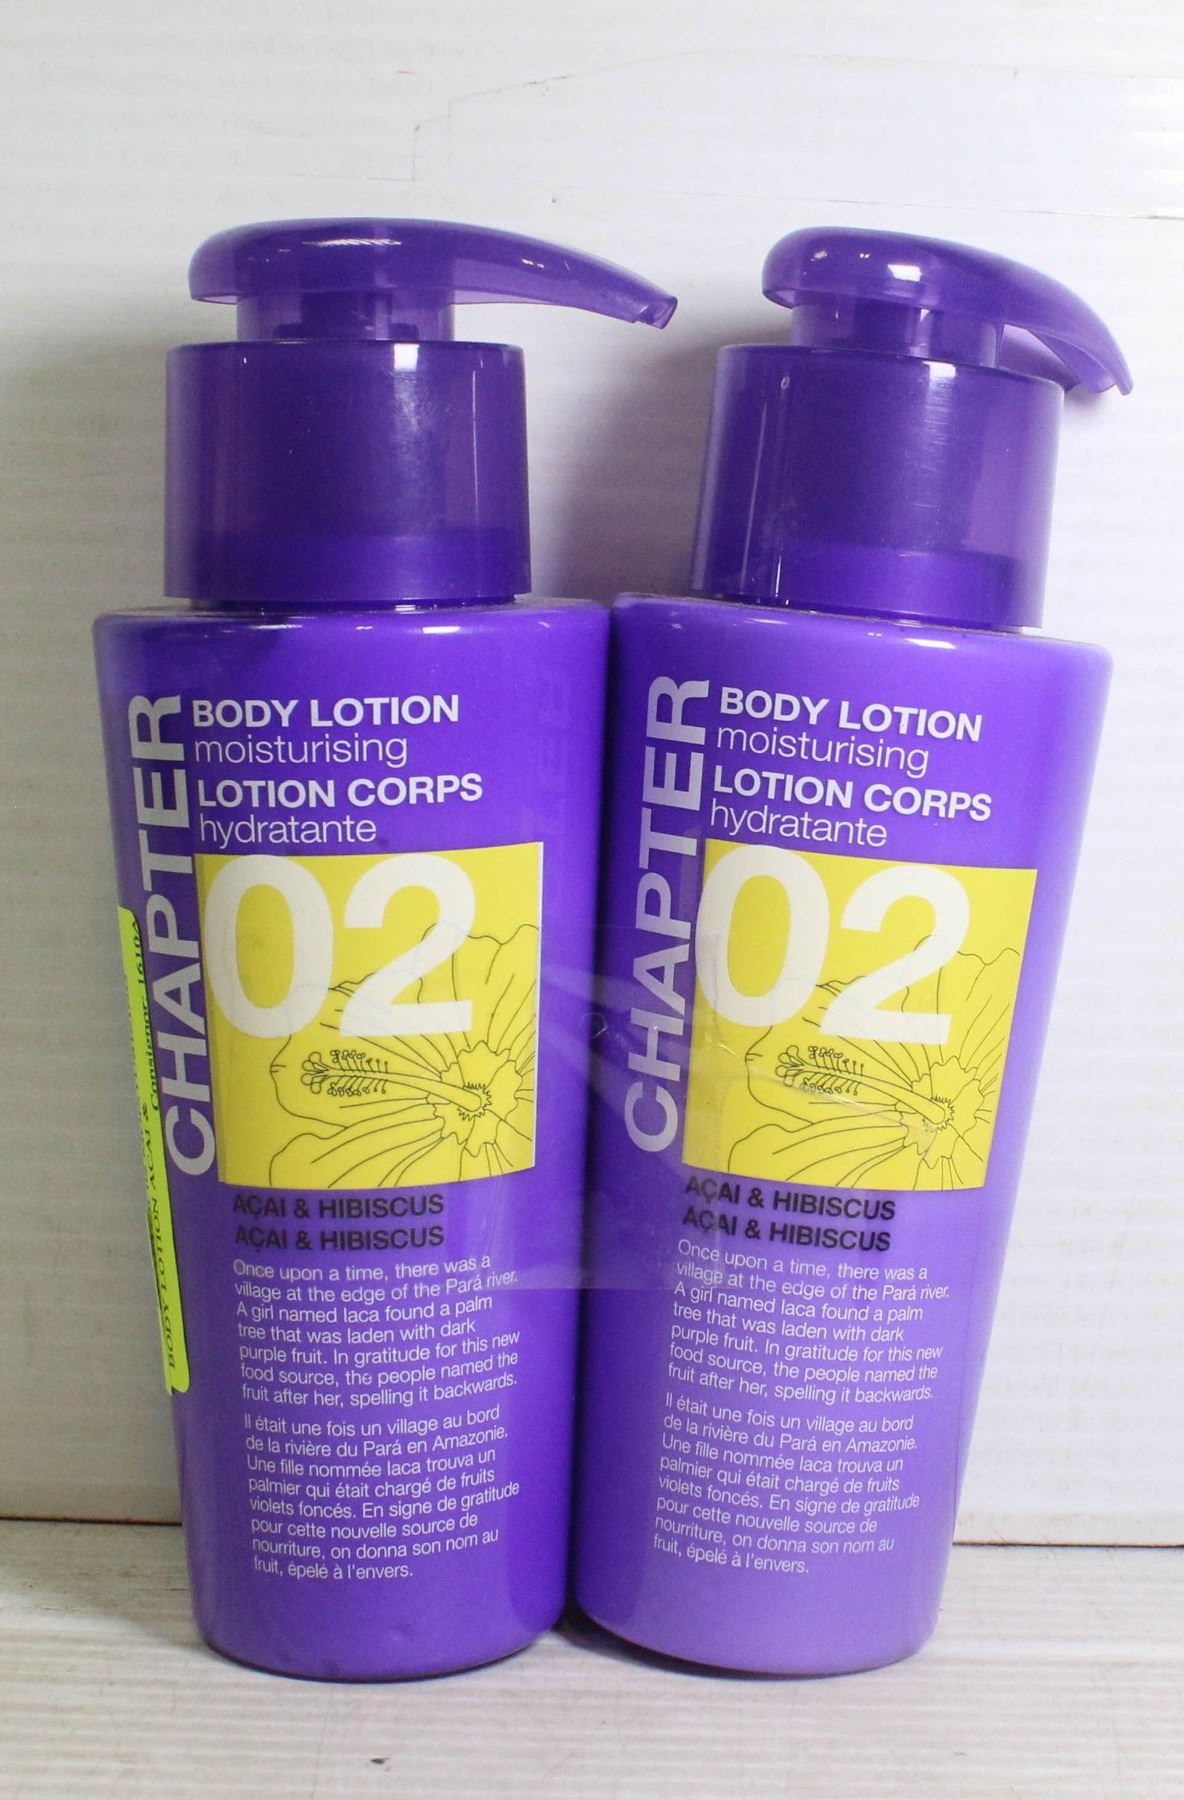 CHAPTER
BODY LOTION
moisturising
LOTION CORPS
hydratante
02
AÇAI & HIBISCUS
AÇAI & HIBISCUS
Once upon a time, there was a
village at the edge of the Pará river.
A girl named Iaca found a palm
tree that was laden with dark
purple fruit. In gratitude for this new
food source, the people named the
fruit after her, spelling it backwards.
Il était une fois un village au bord
de la rivière du Pará en Amazonie.
Une fille nommée Iaca trouva un
palmier qui était chargé de fruits
violets foncés. En signe de gratitude
pour cette nouvelle source de
nourriture, on donna son nom au
fruit, épelé à l'envers.
Consignor: 1610A
BODY LOTION ACAI &
CHAPTER
BODY LOTION
moisturising
LOTION CORPS
hydratante
02
AÇAI & HIBISCUS
AÇAI & HIBISCUS
Once upon a time, there was a
village at the edge of the Pará river.
A girl named Iaca found a palm
tree that was laden with dark
purple fruit. In gratitude for this new
food source, the people named the
fruit after her, spelling it backwards.
Il était une fois un village au bord
de la rivière du Pará en Amazonie.
Une fille nommée Iaca trouva un
palmier qui était chargé de fruits
violets foncés. En signe de gratitude
pour cette nouvelle source de
nourriture, on donna son nom au
fruit, épelé à l'envers.